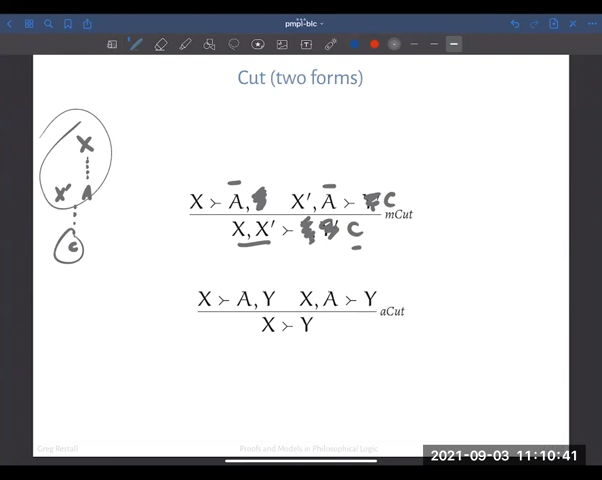 pmpl-blc
Cut (two forms)
X
X' A
C
X ≻ A, X', A ≻ C
mCut
X, X' ≻ C
X ≻ A, Y X, A ≻ Y
aCut
X ≻ Y
Greg Restall Proofs and Models in Philosophical Logic
2021-09-03 11:10:41